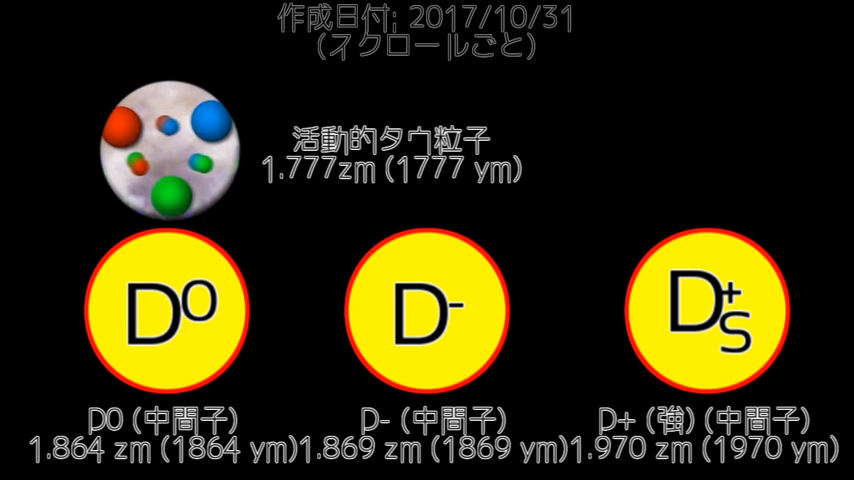 作成日付; 2017/10/31
(スクロールごと)
活動的タウ粒子
1.777zm (1777 ym)
D0
D-
D+S
D0 (中間子)
D- (中間子)
D+ (強) (中間子)
1.864 zm (1864 ym)
1.869 zm (1869 ym)
1.970 zm (1970 ym)